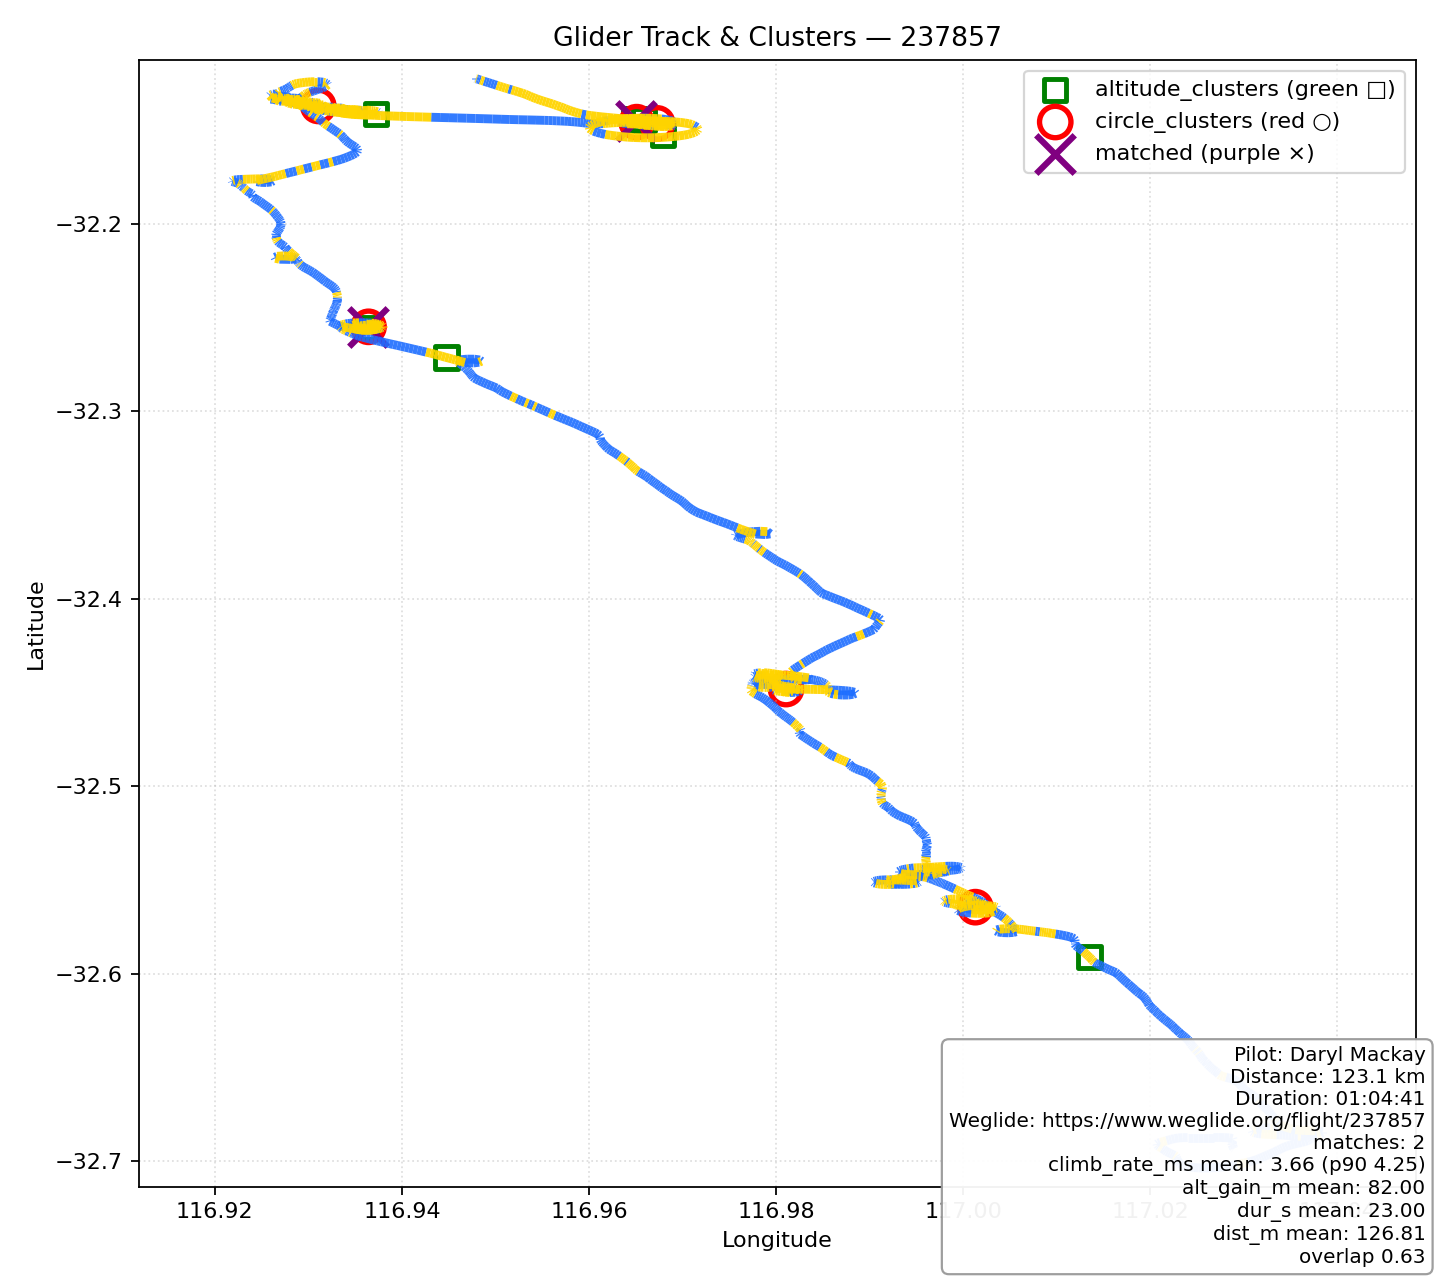 Glider Track & Clusters — 237857
altitude_clusters (green □)
circle_clusters (red ○)
matched (purple ×)
Latitude
−32.2
−32.3
−32.4
−32.5
−32.6
−32.7
116.92
116.94
116.96
116.98
117.00
117.02
Longitude
Pilot: Daryl Mackay
Distance: 123.1 km
Duration: 01:04:41
Weglide: https://www.weglide.org/flight/237857
matches: 2
climb_rate_ms mean: 3.66 (p90 4.25)
alt_gain_m mean: 82.00
dur_s mean: 23.00
dist_m mean: 126.81
overlap 0.63